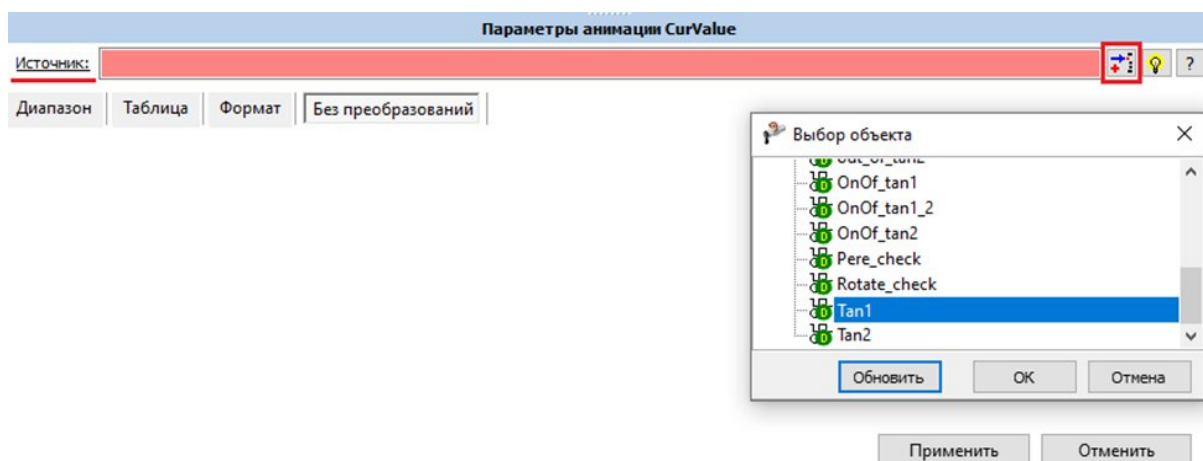 Параметры анимации CurValue
Источник:
?
Диапазон Таблица Формат Без преобразований
Выбор объекта
OnOf_tan1
OnOf_tan1_2
OnOf_tan2
Pere_check
Rotate_check
Tan1
Tan2
Обновить ОК Отмена
Применить Отменить